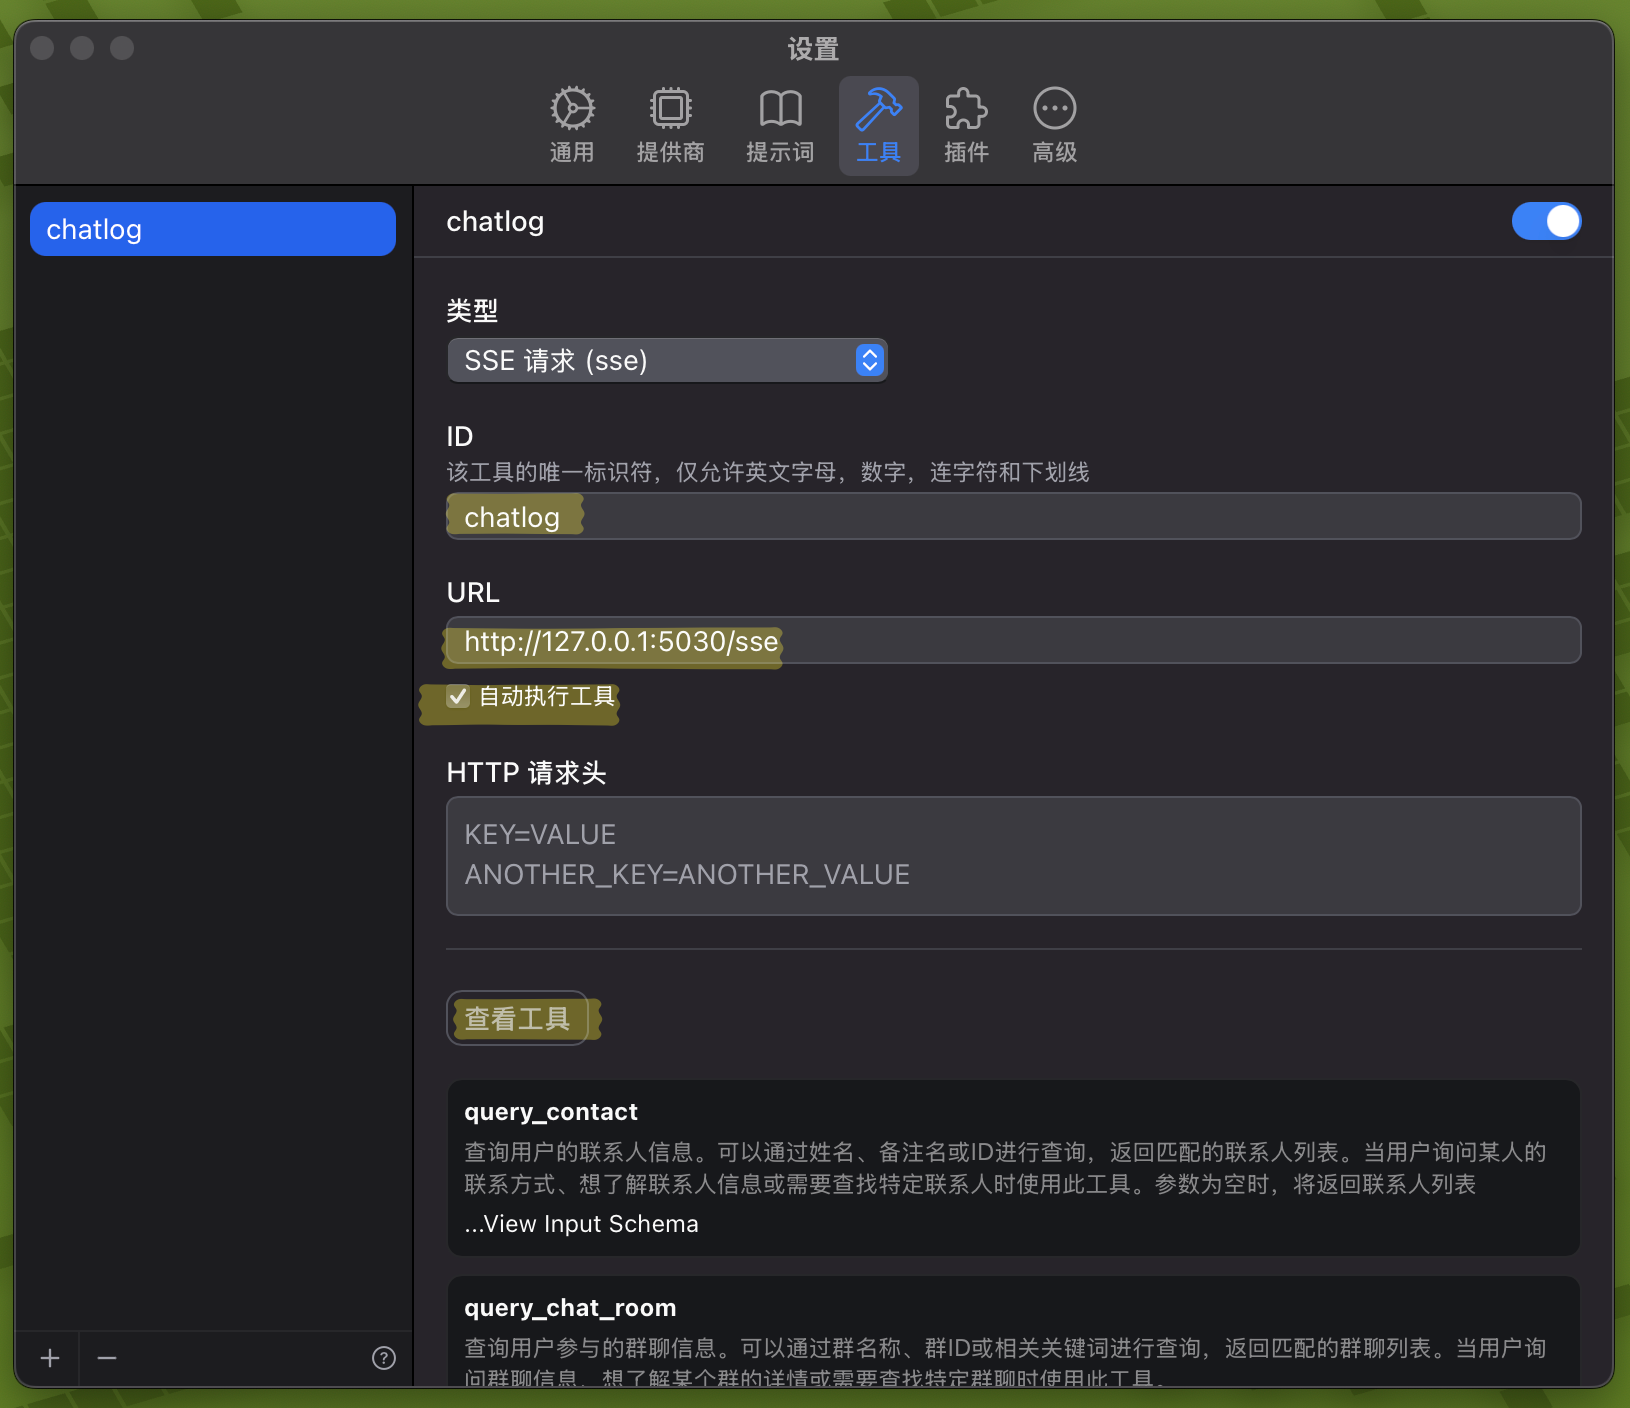 设置
通用
提供商
提示词
工具
插件
高级
chatlog
chatlog
类型
SSE 请求 (sse)
ID
该工具的唯一标识符，仅允许英文字母，数字，连字符和下划线
chatlog
URL
http://127.0.0.1:5030/sse
自动执行工具
HTTP 请求头
KEY=VALUE
ANOTHER_KEY=ANOTHER_VALUE
查看工具
query_contact
查询用户的联系人信息。可以通过姓名、备注名或ID进行查询，返回匹配的联系人列表。当用户询问某人的
联系方式、想了解联系人信息或需要查找特定联系人时使用此工具。参数为空时，将返回联系人列表
...View Input Schema
query_chat_room
查询用户参与的群聊信息。可以通过群名称、群ID或相关关键词进行查询，返回匹配的群聊列表。当用户询
问群聊信息、想了解某个群的详情或需要查找特定群聊时使用此工具。